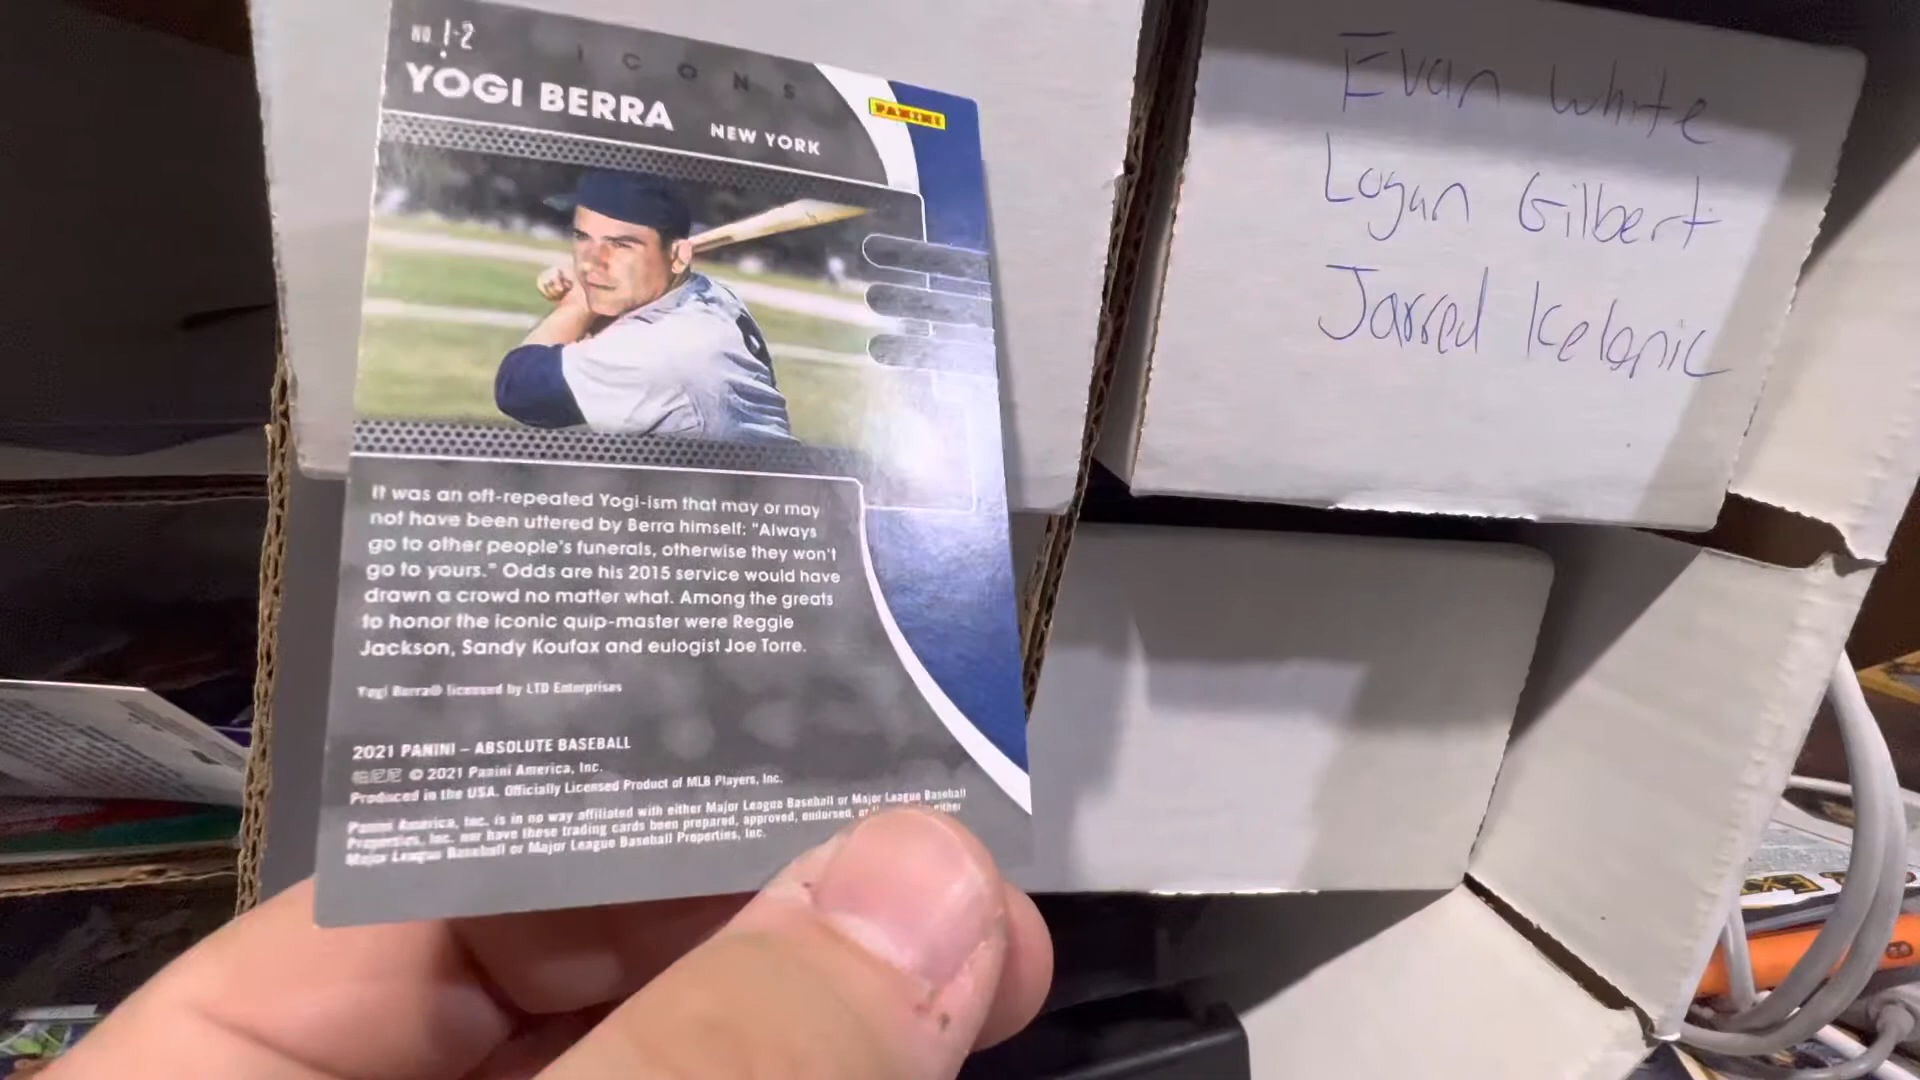 NO. I-2
ICONS
YOGI BERRA
NEW YORK
PANINI
It was an oft-repeated Yogi-ism that may or may
not have been uttered by Berra himself: "Always
go to other people's funerals, otherwise they won't
go to yours." Odds are his 2015 service would have
drawn a crowd no matter what. Among the greats
to honor the iconic quip-master were Reggie
Jackson, Sandy Koufax and eulogist Joe Torre.
Yogi Berra® licensed by LTD Enterprises
2021 PANINI – ABSOLUTE BASEBALL
帕尼尼 © 2021 Panini America, Inc.
Produced in the USA. Officially Licensed Product of MLB Players, Inc.
Panini America, Inc. is in no way affiliated with either Major League Baseball or Major League Baseball
Properties, Inc. nor have these trading cards been prepared, approved, endorsed, either
Major League Baseball or Major League Baseball Properties, Inc.
Evan White
Logan Gilbert
Jarred Kelenic